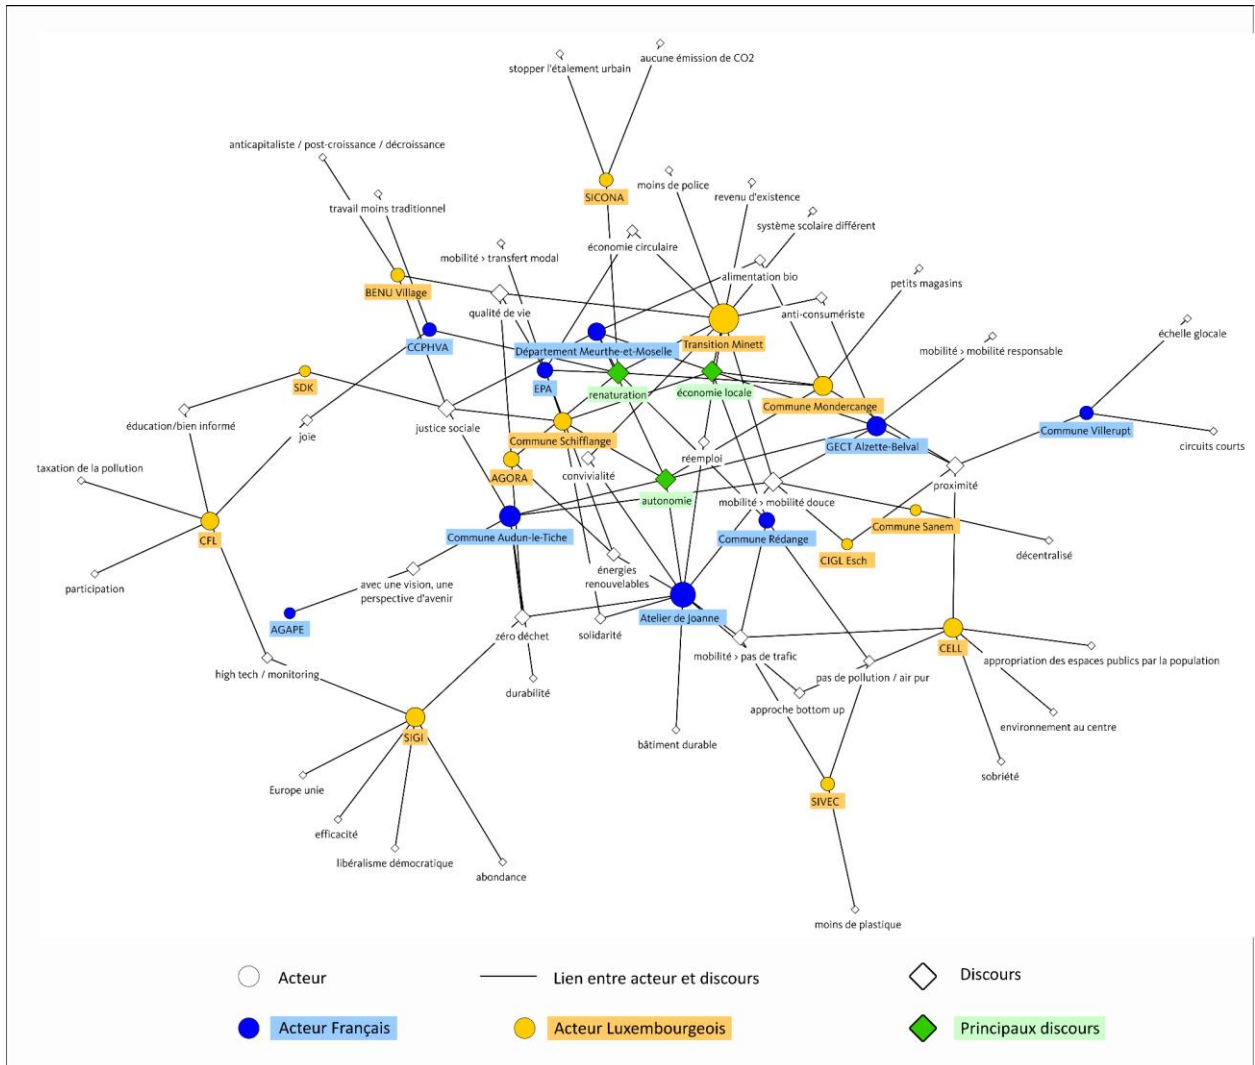 aucune émission de CO2
stopper l'étalement urbain
anticapitaliste / post-croissance / décroissance
moins de police
SICONA
revenu d'existence
travail moins traditionnel
système scolaire différent
économie circulaire
mobilité › transfert modal
alimentation bio
petits magasins
BENU Village
qualité de vie
anti-consumériste
échelle glocale
CCPHVA
Département Meurthe-et-Moselle
Transition Minett
mobilité › mobilité responsable
SDK
EPA
renaturation
économie locale
Commune Mondercange
éducation/bien informé
joie
justice sociale
Commune Schifflange
GECT Alzette-Belval
Commune Villerupt
circuits courts
taxation de la pollution
AGORA
convivialité
réemploi
proximité
autonomie
mobilité › mobilité douce
Commune Sanem
CFL
Commune Audun-le-Tiche
Commune Rédange
CIGL Esch
décentralisé
participation
avec une vision, une
perspective d'avenir
énergies
renouvelables
AGAPE
zéro déchet
solidarité
Atelier de Joanne
CELL
mobilité › pas de trafic
appropriation des espaces publics par la population
high tech / monitoring
durabilité
pas de pollution / air pur
approche bottom up
environnement au centre
SIGI
bâtiment durable
sobriété
Europe unie
SIVEC
efficacité
libéralisme démocratique
abondance
moins de plastique
Acteur
Lien entre acteur et discours
Discours
Acteur Français
Acteur Luxembourgeois
Principaux discours